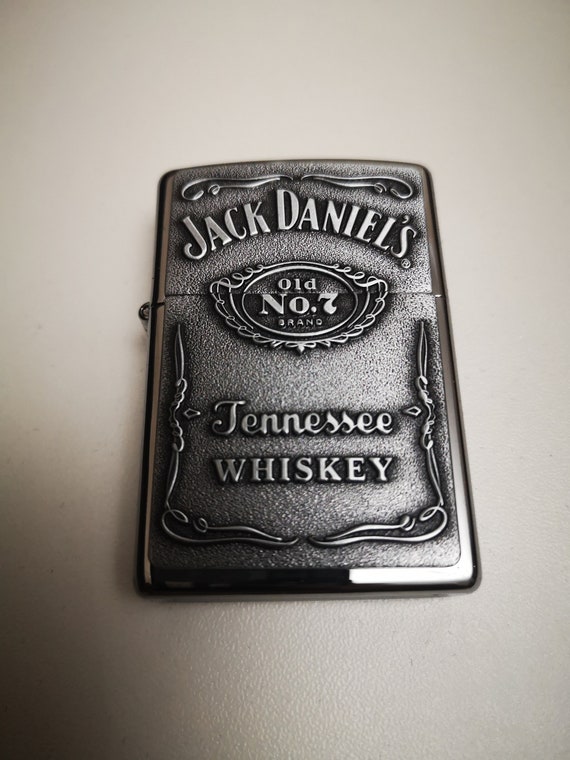 JACK DANIEL'S
®
Old
No.7
BRAND
Tennessee
WHISKEY